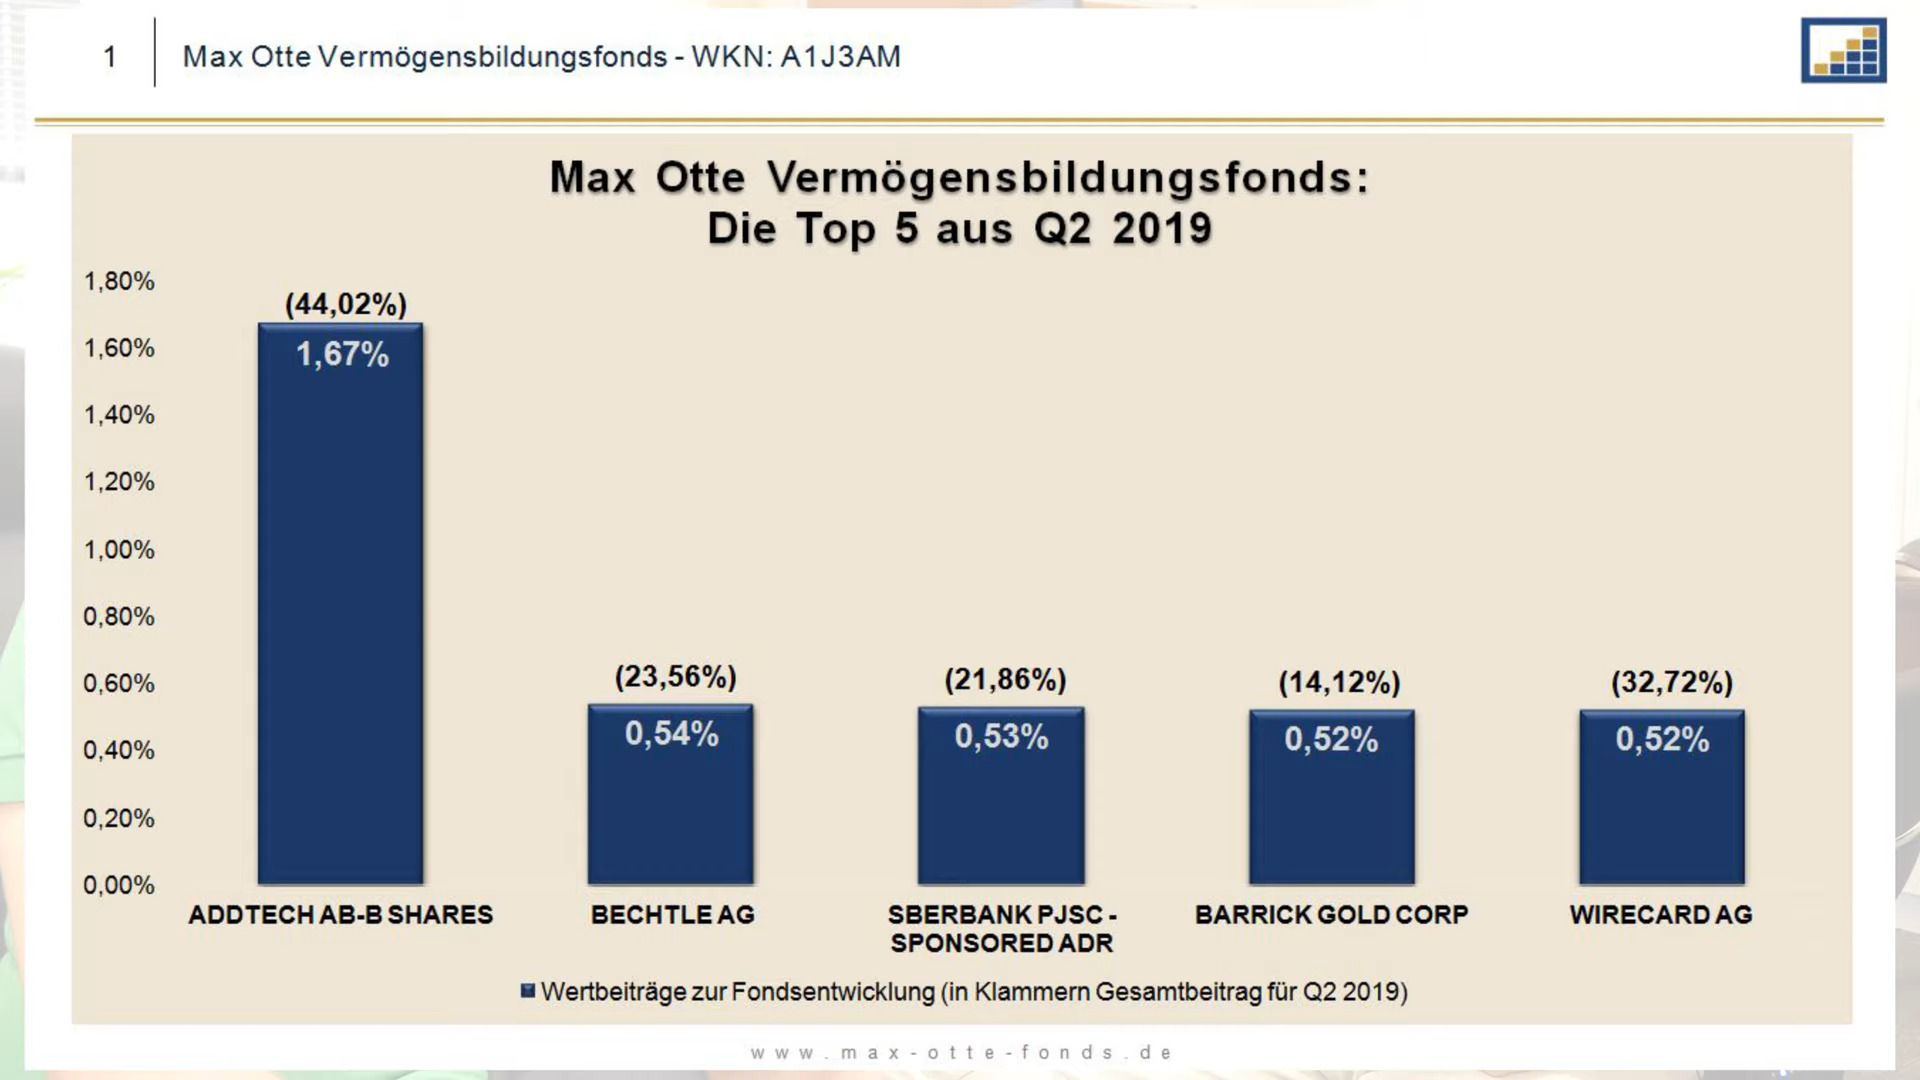 1
Max Otte Vermögensbildungsfonds - WKN: A1J3AM
Max Otte Vermögensbildungsfonds:
Die Top 5 aus Q2 2019
1,80%
1,60%
1,40%
1,20%
1,00%
0,80%
0,60%
0,40%
0,20%
0,00%
(44,02%)
1,67%
(23,56%)
0,54%
(21,86%)
0,53%
(14,12%)
0,52%
(32,72%)
0,52%
ADDTECH AB-B SHARES
BECHTLE AG
SBERBANK PJSC -
SPONSORED ADR
BARRICK GOLD CORP
WIRECARD AG
Wertbeiträge zur Fondsentwicklung (in Klammern Gesamtbeitrag für Q2 2019)
www.max-otte-fonds.de